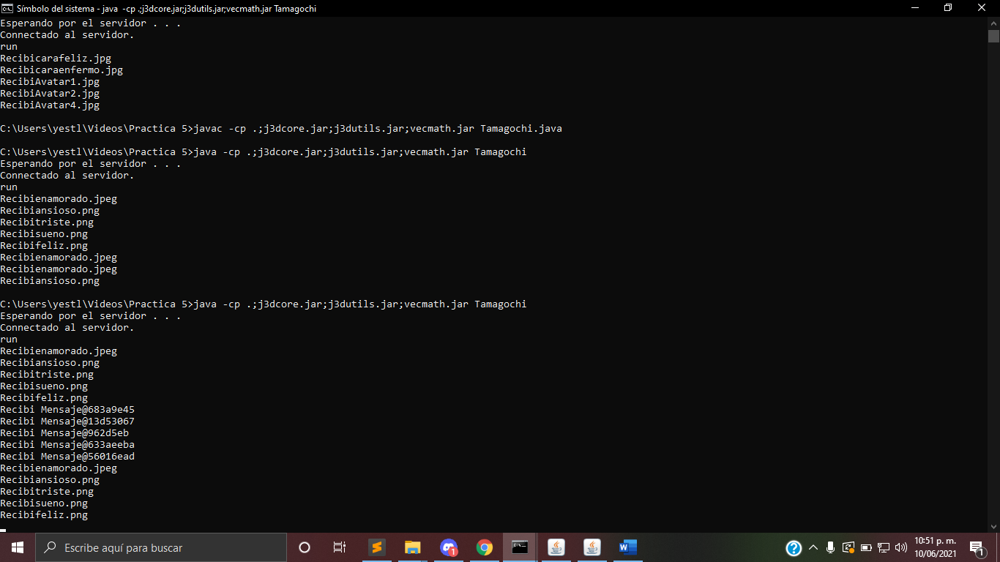 Símbolo del sistema - java -cp .;j3dcore.jar;j3dutils.jar;vecmath.jar Tamagochi
Esperando por el servidor . . .
Connectado al servidor.
run
Recibicarafeliz.jpg
Recibicaraenfermo.jpg
RecibiAvatar1.jpg
RecibiAvatar2.jpg
RecibiAvatar4.jpg
C:\Users\yestl\Videos\Practica 5>javac -cp .;j3dcore.jar;j3dutils.jar;vecmath.jar Tamagochi.java
C:\Users\yestl\Videos\Practica 5>java -cp .;j3dcore.jar;j3dutils.jar;vecmath.jar Tamagochi
Esperando por el servidor . . .
Connectado al servidor.
run
Recibienamorado.jpeg
Recibiansioso.png
Recibitriste.png
Recibisueno.png
Recibifeliz.png
Recibienamorado.jpeg
Recibienamorado.jpeg
Recibiansioso.png
C:\Users\yestl\Videos\Practica 5>java -cp .;j3dcore.jar;j3dutils.jar;vecmath.jar Tamagochi
Esperando por el servidor . . .
Connectado al servidor.
run
Recibienamorado.jpeg
Recibiansioso.png
Recibitriste.png
Recibisueno.png
Recibifeliz.png
Recibi Mensaje@683a9e45
Recibi Mensaje@13d53067
Recibi Mensaje@962d5eb
Recibi Mensaje@633aeeba
Recibi Mensaje@56016ead
Recibienamorado.jpeg
Recibiansioso.png
Recibitriste.png
Recibisueno.png
Recibifeliz.png
Escribe aquí para buscar
10:51 p. m.
10/06/2021